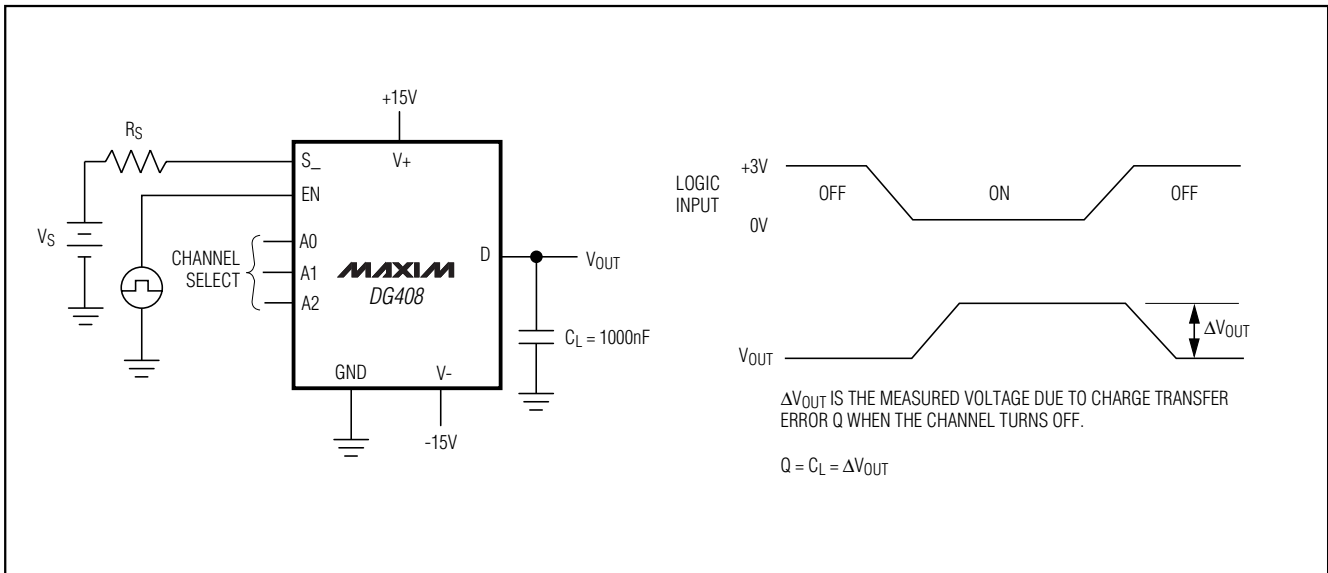 +15V
RS
S_
V+
EN
VS
A0
CHANNEL
SELECT
A1
A2
MAXIM
DG408
D
VOUT
CL = 1000nF
GND
V-
-15V
LOGIC
INPUT
+3V
0V
OFF
ON
OFF
VOUT
ΔVOUT
ΔVOUT IS THE MEASURED VOLTAGE DUE TO CHARGE TRANSFER
ERROR Q WHEN THE CHANNEL TURNS OFF.
Q = CL = ΔVOUT